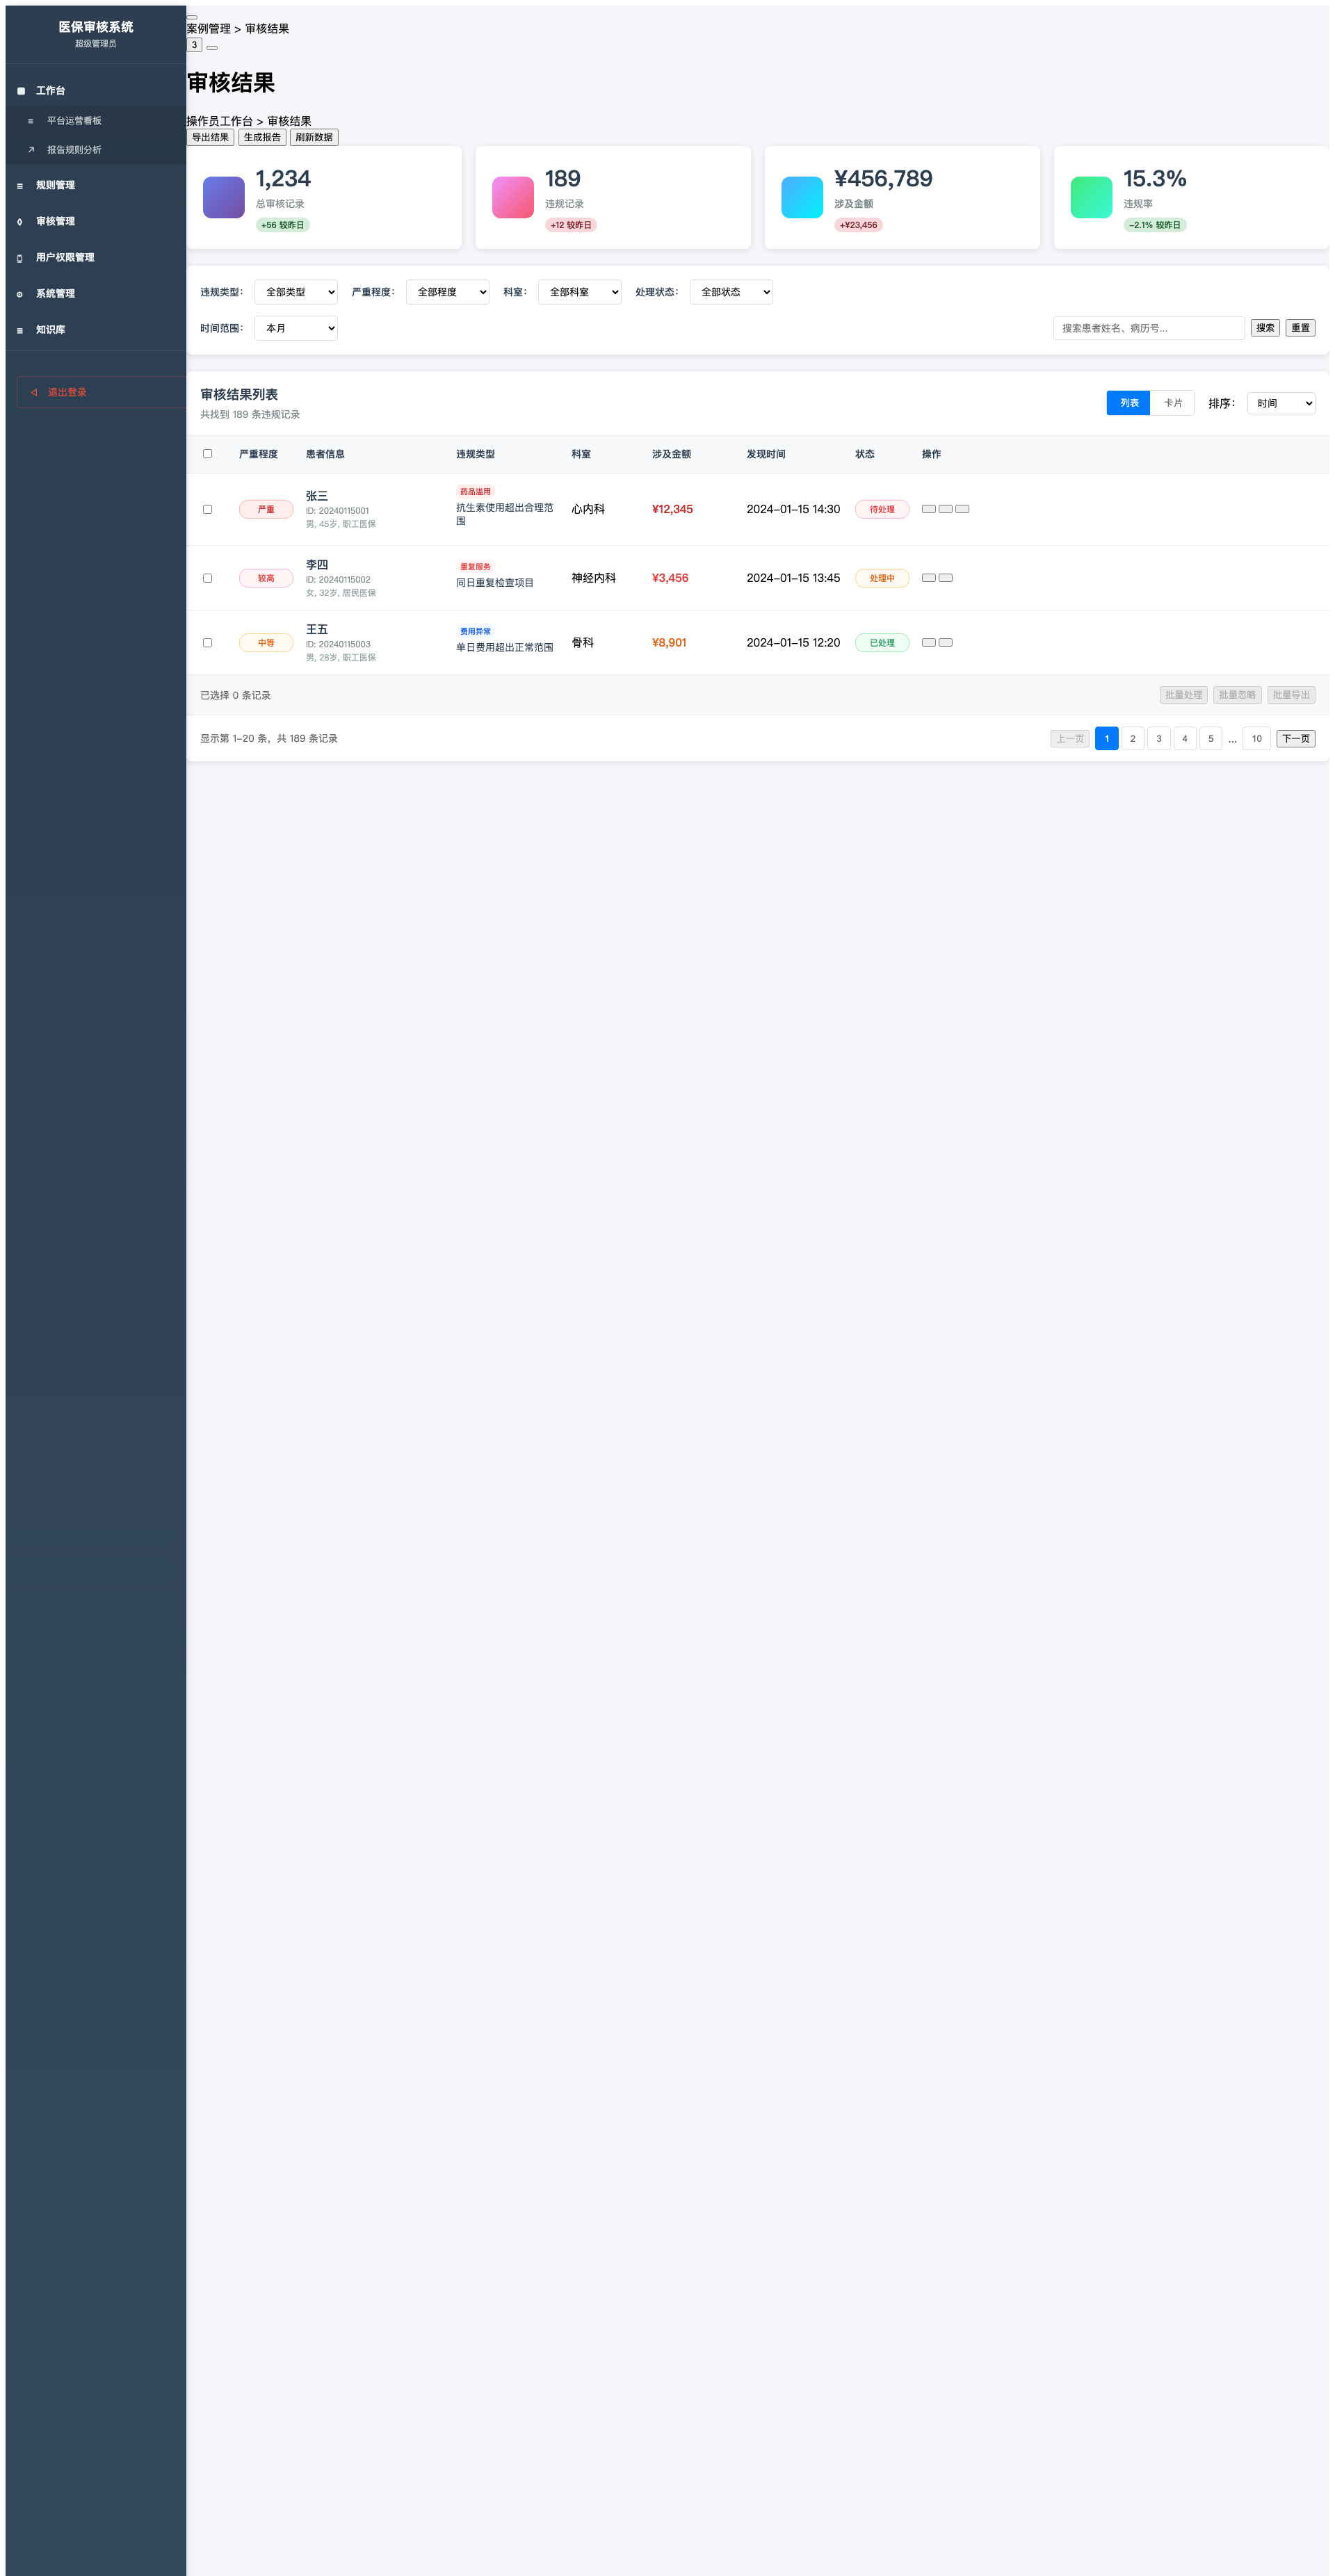 医保审核系统
超级管理员
工作台
平台运营看板
报告规则分析
规则管理
审核管理
用户权限管理
系统管理
知识库
退出登录
案例管理 > 审核结果
3
审核结果
操作员工作台 > 审核结果
导出结果 生成报告 刷新数据
1,234
总审核记录
+56 较昨日
189
违规记录
+12 较昨日
¥456,789
涉及金额
+¥23,456
15.3%
违规率
-2.1% 较昨日
违规类型： 全部类型 严重程度： 全部程度 科室： 全部科室 处理状态： 全部状态
时间范围： 本月 搜索患者姓名、病历号... 搜索 重置
审核结果列表
共找到 189 条违规记录
列表 卡片 排序： 时间
严重程度 患者信息 违规类型 科室 涉及金额 发现时间 状态 操作
严重
张三
ID: 20240115001
男, 45岁, 职工医保
药品滥用
抗生素使用超出合理范
围
心内科
¥12,345
2024-01-15 14:30
待处理
较高
李四
ID: 20240115002
女, 32岁, 居民医保
重复服务
同日重复检查项目
神经内科
¥3,456
2024-01-15 13:45
处理中
中等
王五
ID: 20240115003
男, 28岁, 职工医保
费用异常
单日费用超出正常范围
骨科
¥8,901
2024-01-15 12:20
已处理
已选择 0 条记录 批量处理 批量忽略 批量导出
显示第 1-20 条，共 189 条记录 上一页 1 2 3 4 5 ... 10 下一页